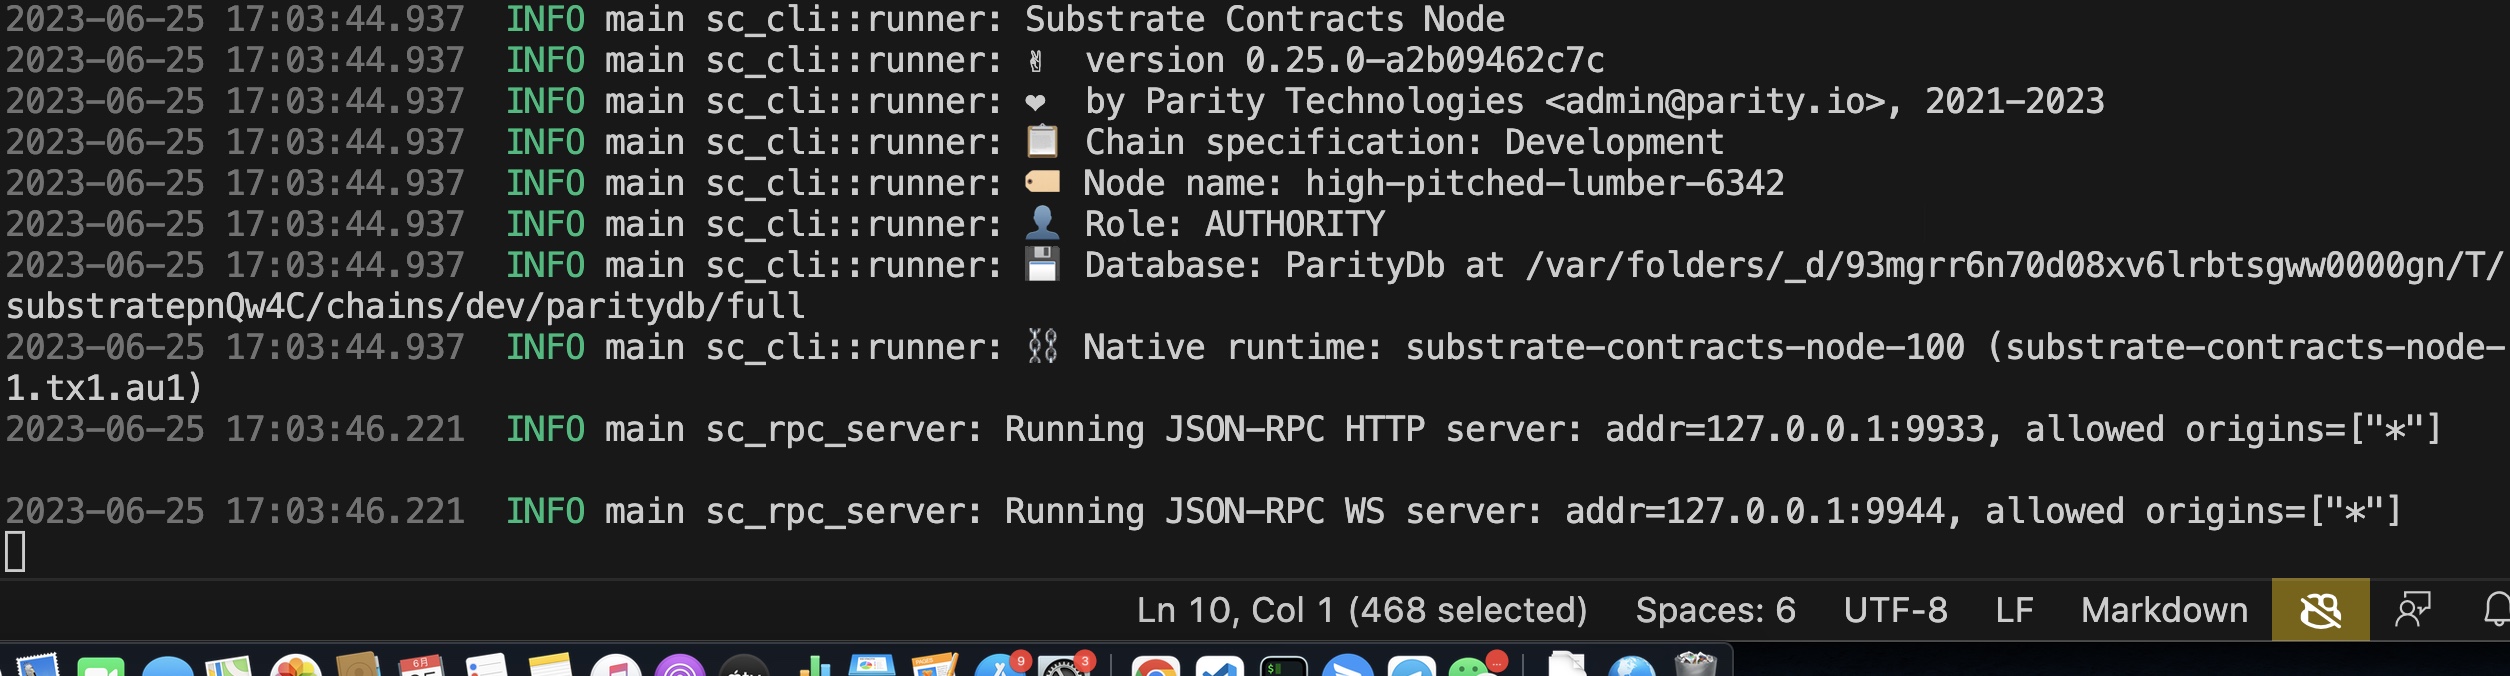 2023-06-25 17:03:44.937 INFO main sc_cli::runner: Substrate Contracts Node
2023-06-25 17:03:44.937 INFO main sc_cli::runner: ✌️ version 0.25.0-a2b09462c7c
2023-06-25 17:03:44.937 INFO main sc_cli::runner: ❤️ by Parity Technologies <admin@parity.io>, 2021-2023
2023-06-25 17:03:44.937 INFO main sc_cli::runner: 📋 Chain specification: Development
2023-06-25 17:03:44.937 INFO main sc_cli::runner: 🏷 Node name: high-pitched-lumber-6342
2023-06-25 17:03:44.937 INFO main sc_cli::runner: 👤 Role: AUTHORITY
2023-06-25 17:03:44.937 INFO main sc_cli::runner: 💾 Database: ParityDb at /var/folders/_d/93mgrr6n70d08xv6lrbtsgww0000gn/T/
substratepnQw4C/chains/dev/paritydb/full
2023-06-25 17:03:44.937 INFO main sc_cli::runner: ⛓ Native runtime: substrate-contracts-node-100 (substrate-contracts-node-
1.tx1.au1)
2023-06-25 17:03:46.221 INFO main sc_rpc_server: Running JSON-RPC HTTP server: addr=127.0.0.1:9933, allowed origins=["*"]
2023-06-25 17:03:46.221 INFO main sc_rpc_server: Running JSON-RPC WS server: addr=127.0.0.1:9944, allowed origins=["*"]
Ln 10, Col 1 (468 selected) Spaces: 6 UTF-8 LF Markdown
6月 PAGES 9 3 $